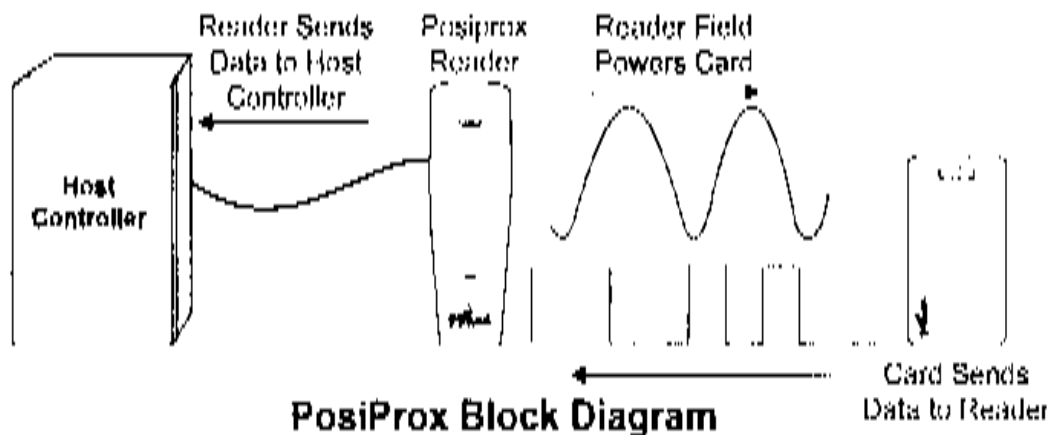 Reader Sends
Data to Host
Controller
Posiprox
Reader
Reader Field
Powers Card
Host
Controller
Card Sends
Data to Reader
PosiProx Block Diagram